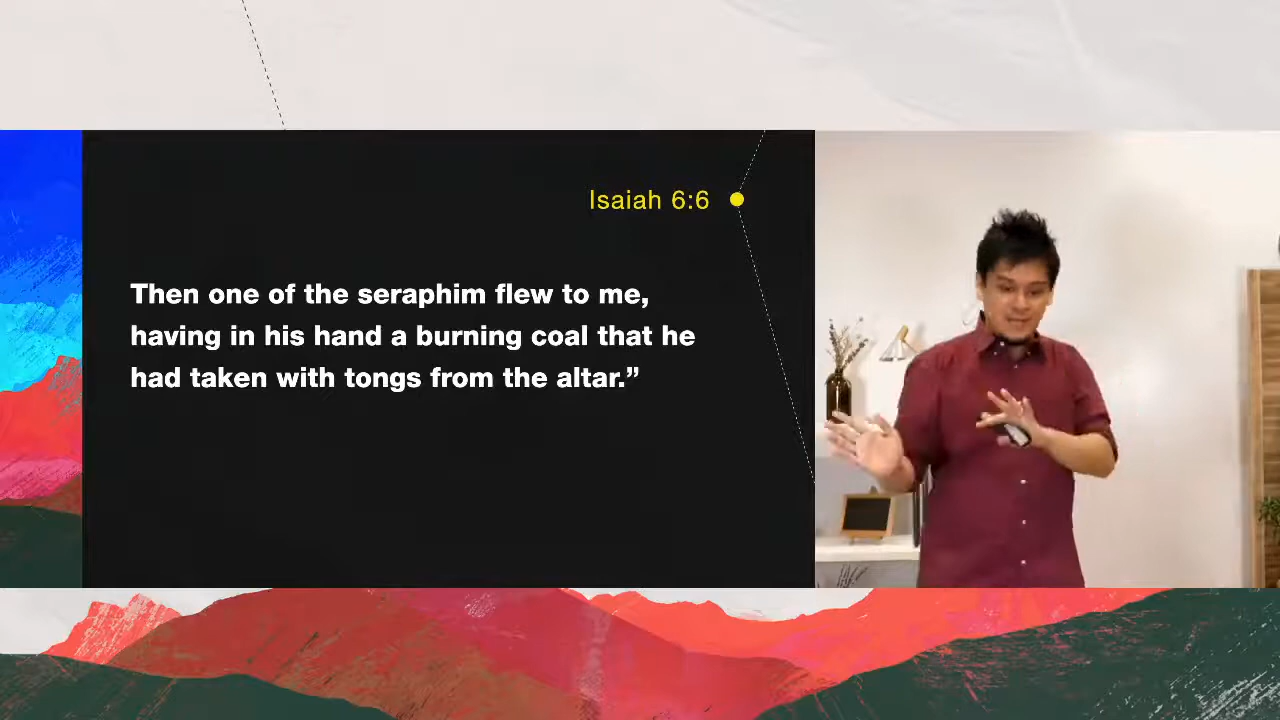 Isaiah 6:6
Then one of the seraphim flew to me,
having in his hand a burning coal that he
had taken with tongs from the altar.”